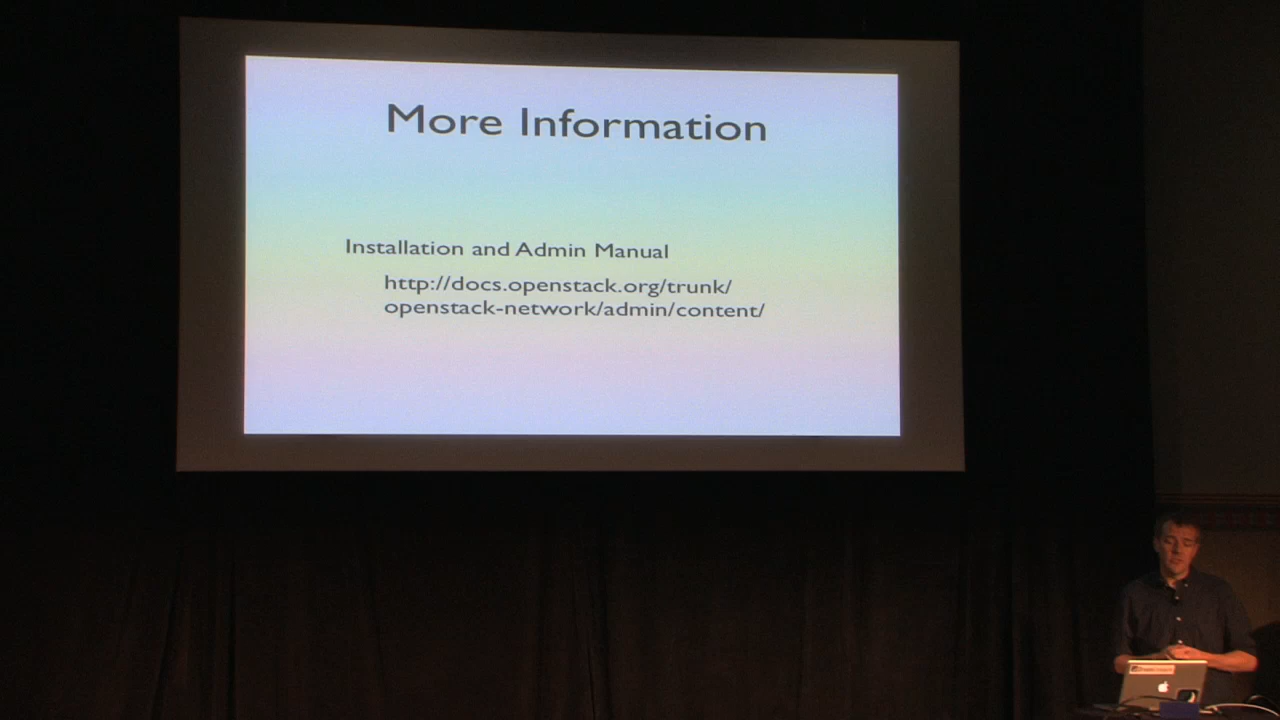 More Information
Installation and Admin Manual
http://docs.openstack.org/trunk/
openstack-network/admin/content/